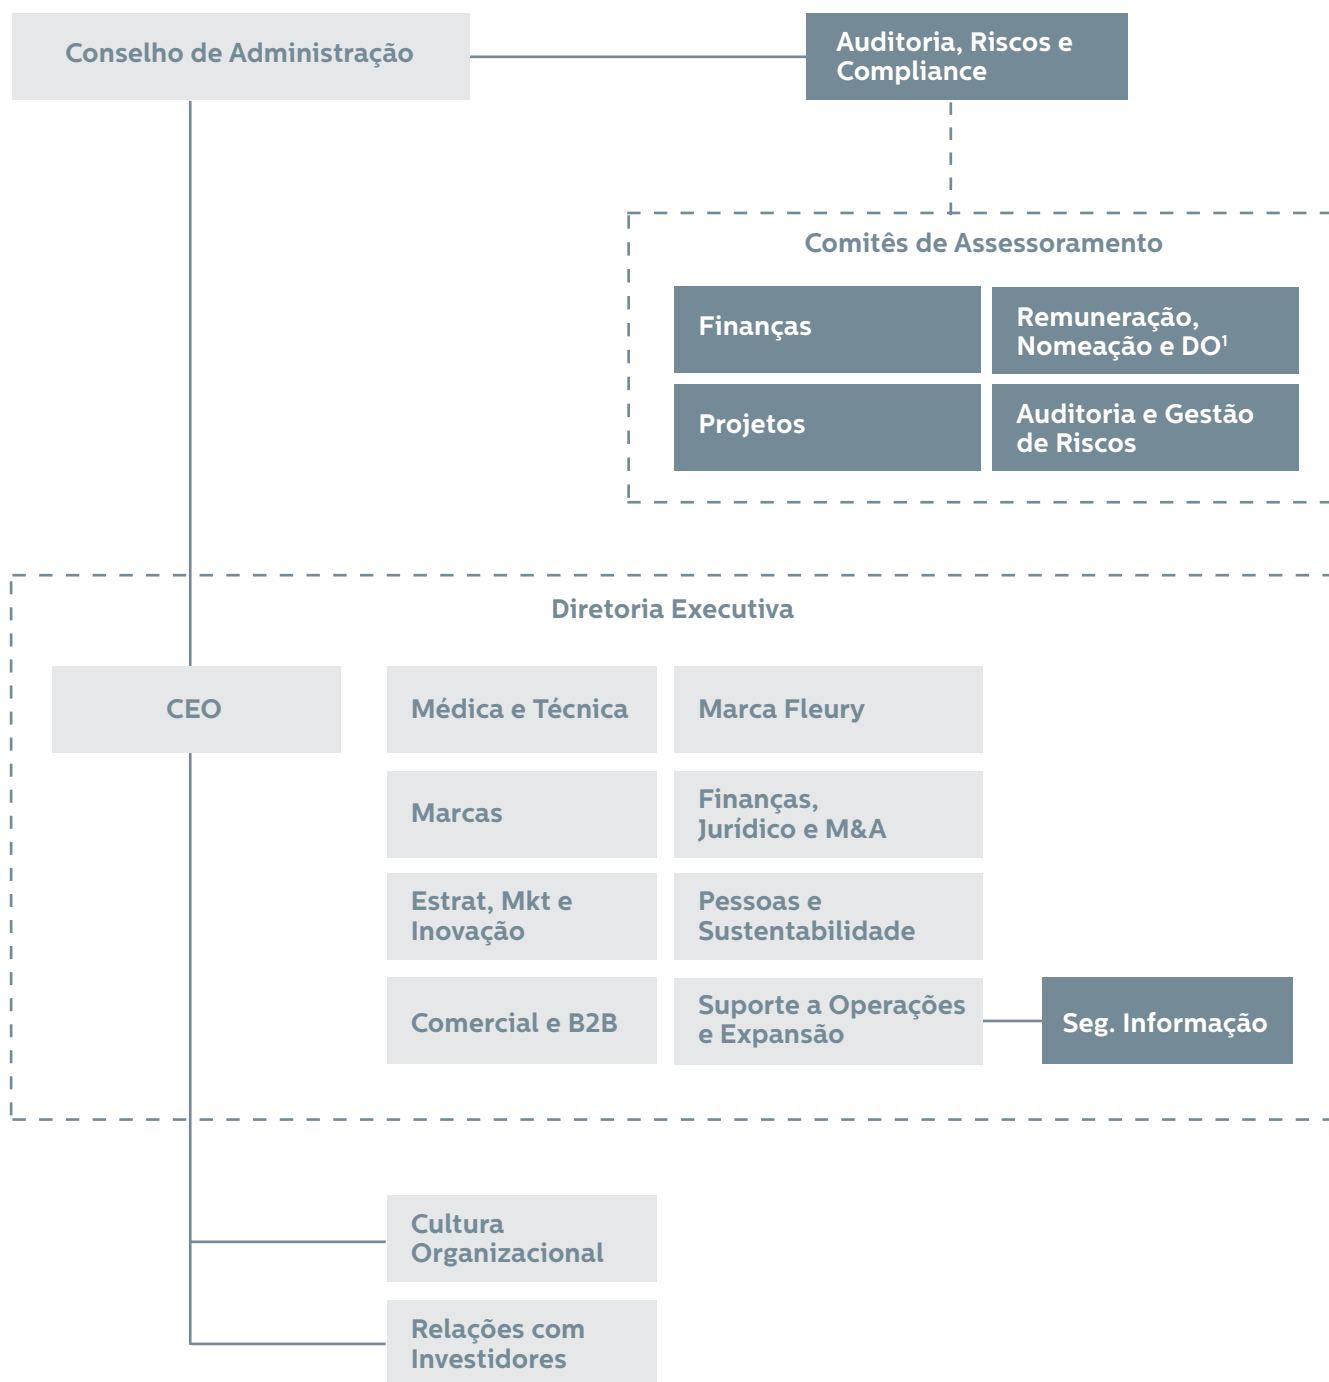 Conselho de Administração
Auditoria, Riscos e
Compliance
Comitês de Assessoramento
Finanças
Remuneração,
Nomeação e DO¹
Projetos
Auditoria e Gestão
de Riscos
Diretoria Executiva
CEO
Médica e Técnica
Marca Fleury
Marcas
Finanças,
Jurídico e M&A
Estrat, Mkt e
Inovação
Pessoas e
Sustentabilidade
Comercial e B2B
Suporte a Operações
e Expansão
Seg. Informação
Cultura
Organizacional
Relações com
Investidores